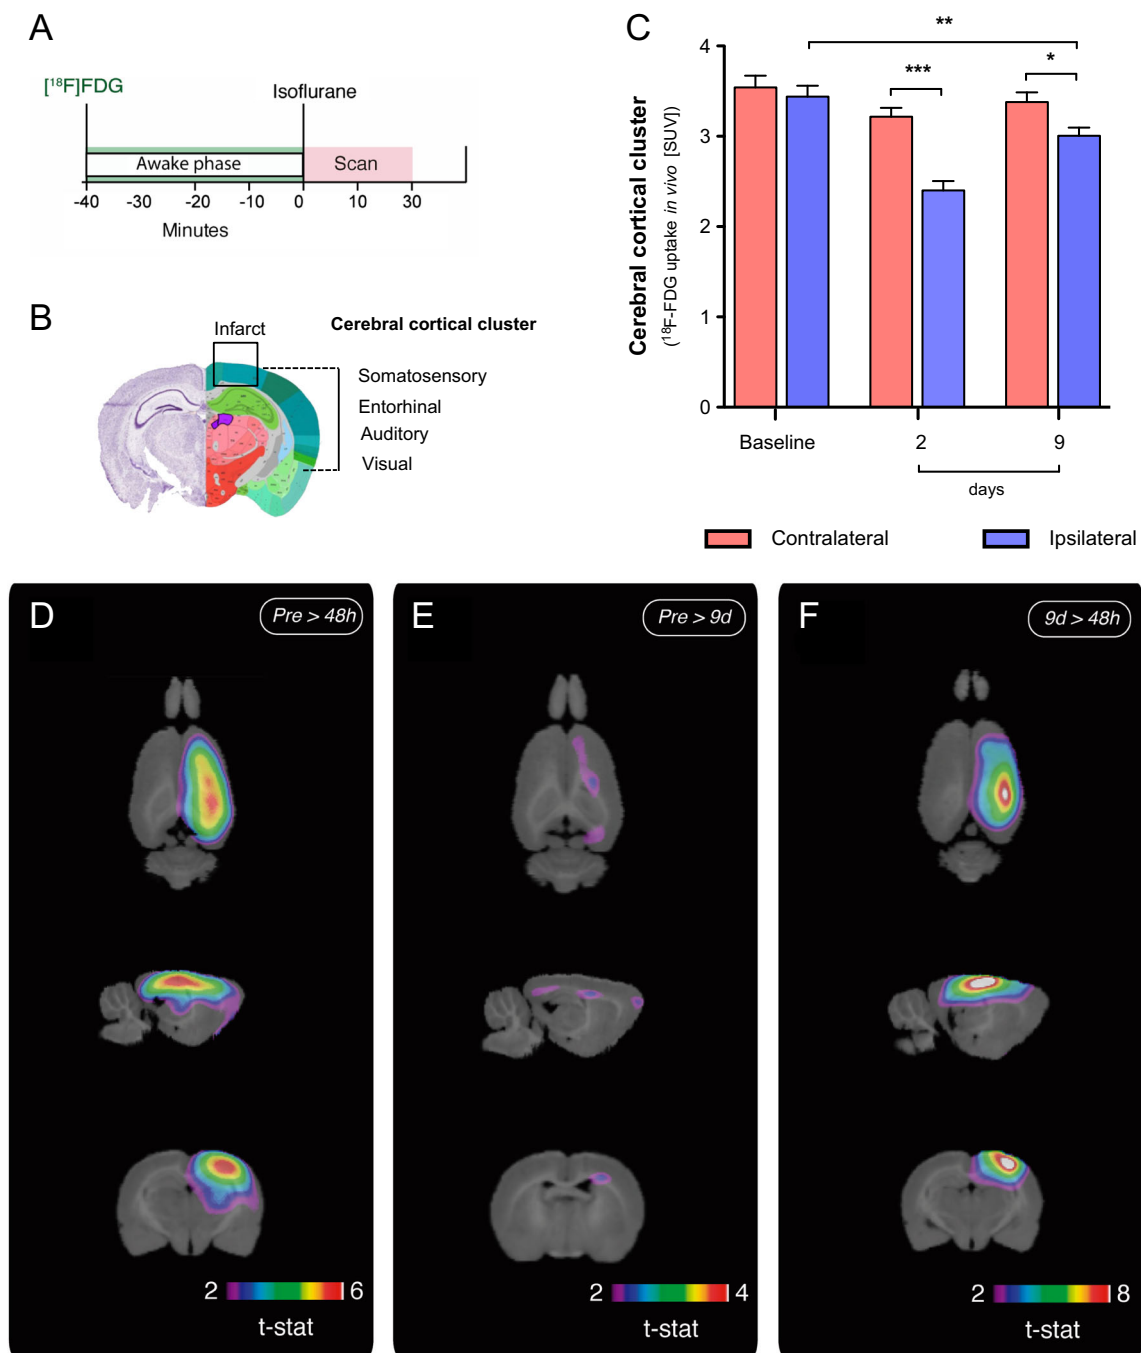 A
[¹⁸F]FDG
Isoflurane
Awake phase
Scan
-40 -30 -20 -10 0 10 30
Minutes
B
Infarct
Cerebral cortical cluster
Somatosensory
Entorhinal
Auditory
Visual
C
Cerebral cortical cluster
(¹⁸F-FDG uptake in vivo [SUV])
4
3
2
1
0
**
***
*
Baseline 2 9
days
Contralateral Ipsilateral
D
Pre > 48h
2 6
t-stat
E
Pre > 9d
2 4
t-stat
F
9d > 48h
2 8
t-stat